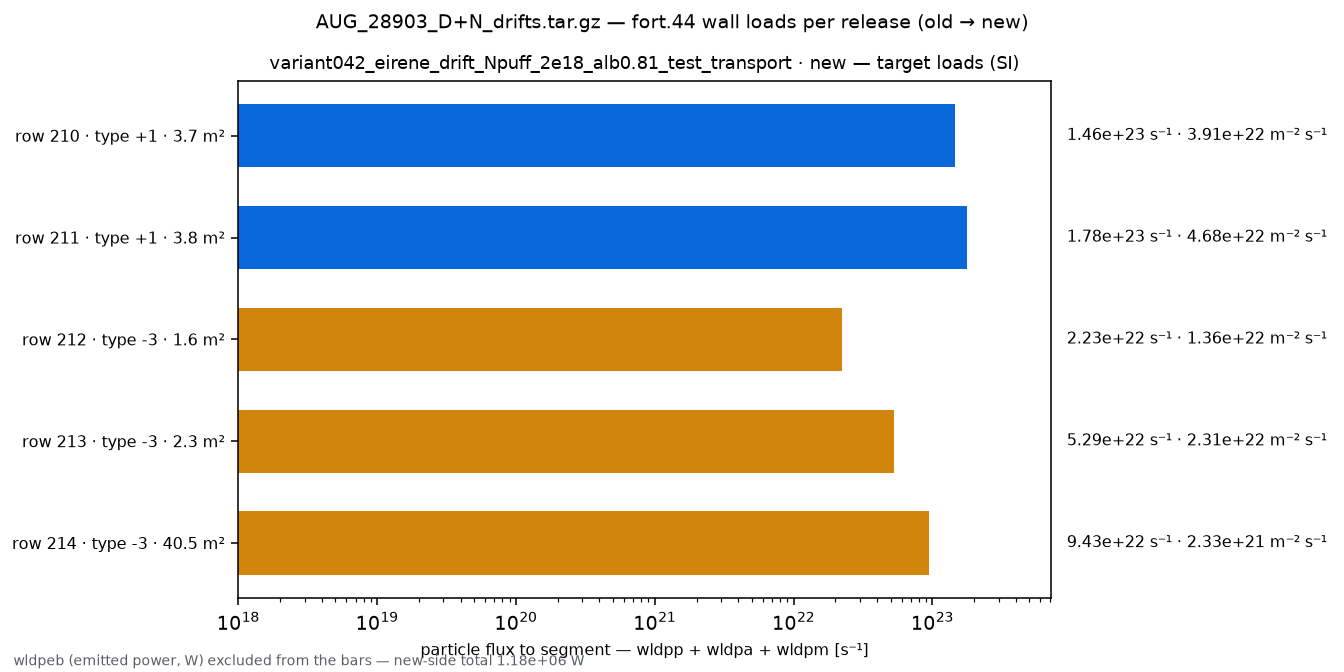 AUG_28903_D+N_drifts.tar.gz — fort.44 wall loads per release (old → new)
variant042_eirene_drift_Npuff_2e18_alb0.81_test_transport · new — target loads (SI)
row 210 · type +1 · 3.7 m² 1.46e+23 s⁻¹ · 3.91e+22 m⁻² s⁻¹
row 211 · type +1 · 3.8 m² 1.78e+23 s⁻¹ · 4.68e+22 m⁻² s⁻¹
row 212 · type -3 · 1.6 m² 2.23e+22 s⁻¹ · 1.36e+22 m⁻² s⁻¹
row 213 · type -3 · 2.3 m² 5.29e+22 s⁻¹ · 2.31e+22 m⁻² s⁻¹
row 214 · type -3 · 40.5 m² 9.43e+22 s⁻¹ · 2.33e+21 m⁻² s⁻¹
10¹⁸ 10¹⁹ 10²⁰ 10²¹ 10²² 10²³
particle flux to segment — wldpp + wldpa + wldpm [s⁻¹]
wldpeb (emitted power, W) excluded from the bars — new-side total 1.18e+06 W